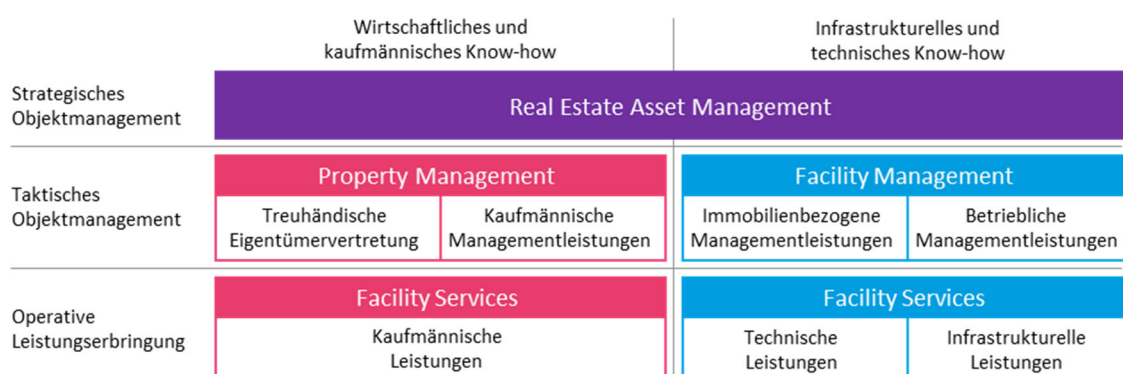 Wirtschaftliches und
kaufmännisches Know-how
Infrastrukturelles und
technisches Know-how
Strategisches
Objektmanagement
Real Estate Asset Management
Taktisches
Objektmanagement
Property Management
Treuhändische
Eigentümervertretung
Kaufmännische
Managementleistungen
Facility Management
Immobilienbezogene
Managementleistungen
Betriebliche
Managementleistungen
Operative
Leistungserbringung
Facility Services
Kaufmännische
Leistungen
Facility Services
Technische
Leistungen
Infrastrukturelle
Leistungen